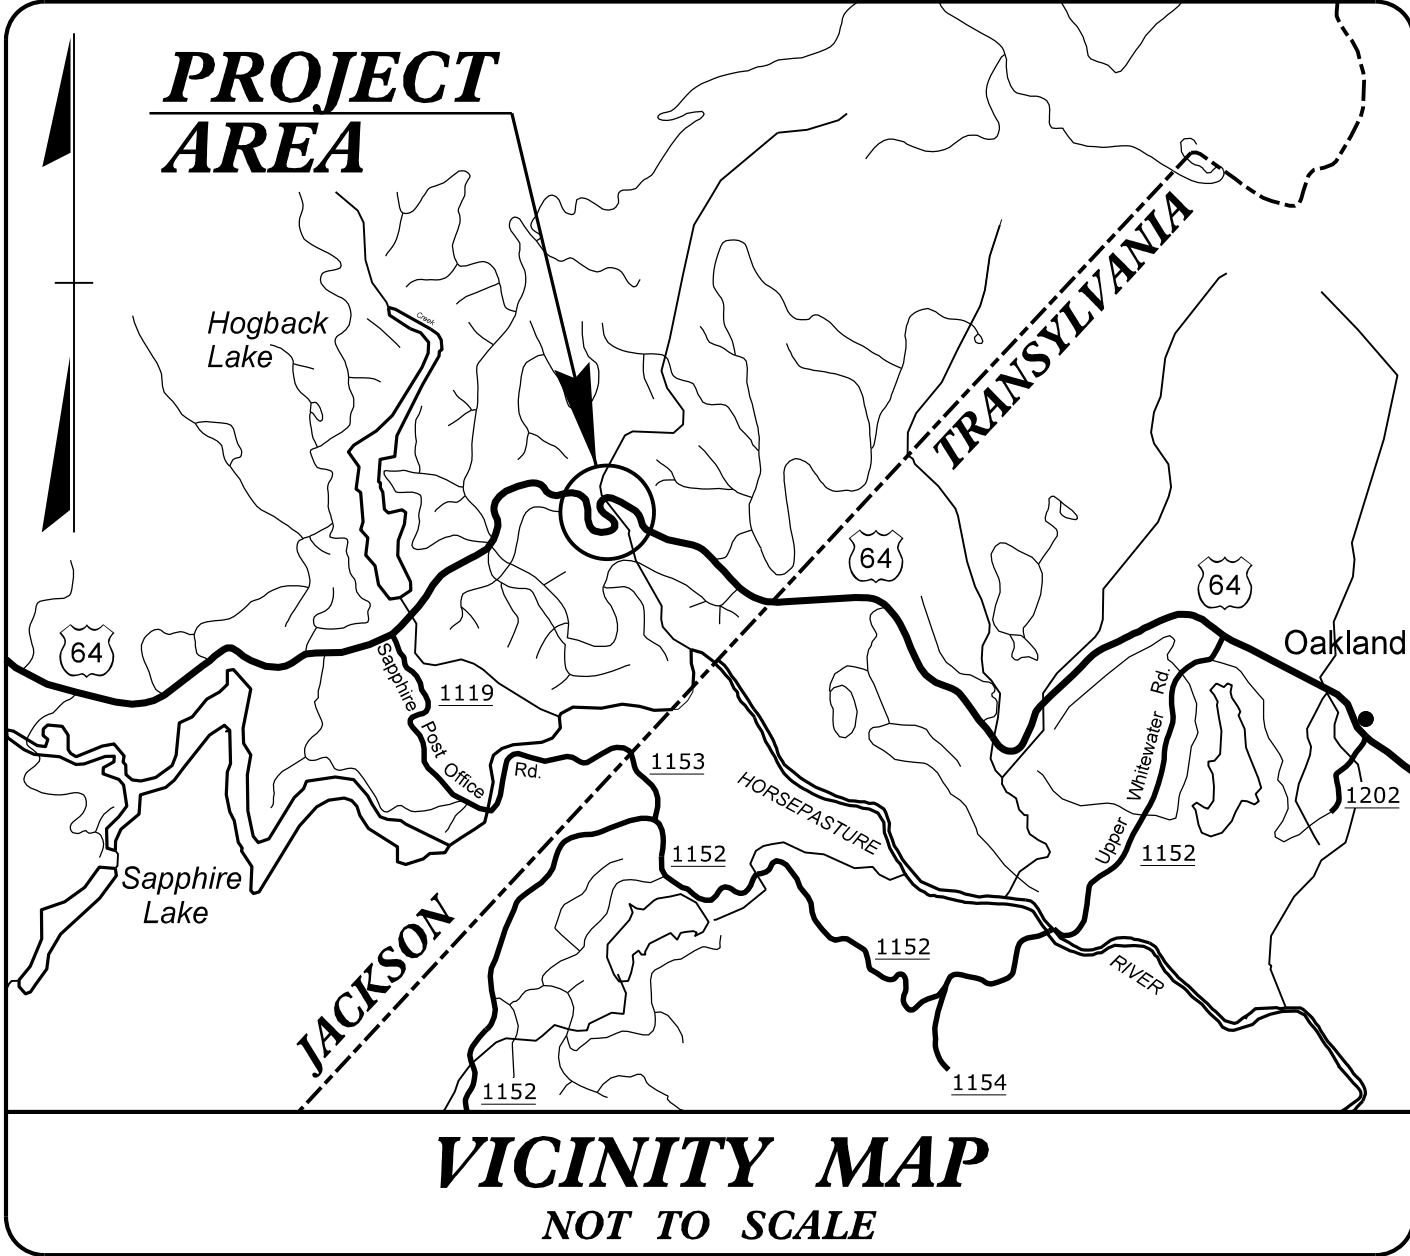 PROJECT
AREA
Hogback
Lake
Creek
TRANSYLVANIA
64
64
64
Oakland
Sapphire Post Office Rd.
1119
1153
HORSEPASTURE
Upper Whitewater Rd.
1202
1152
1152
Sapphire
Lake
JACKSON
1152
RIVER
1154
1152
VICINITY MAP
NOT TO SCALE